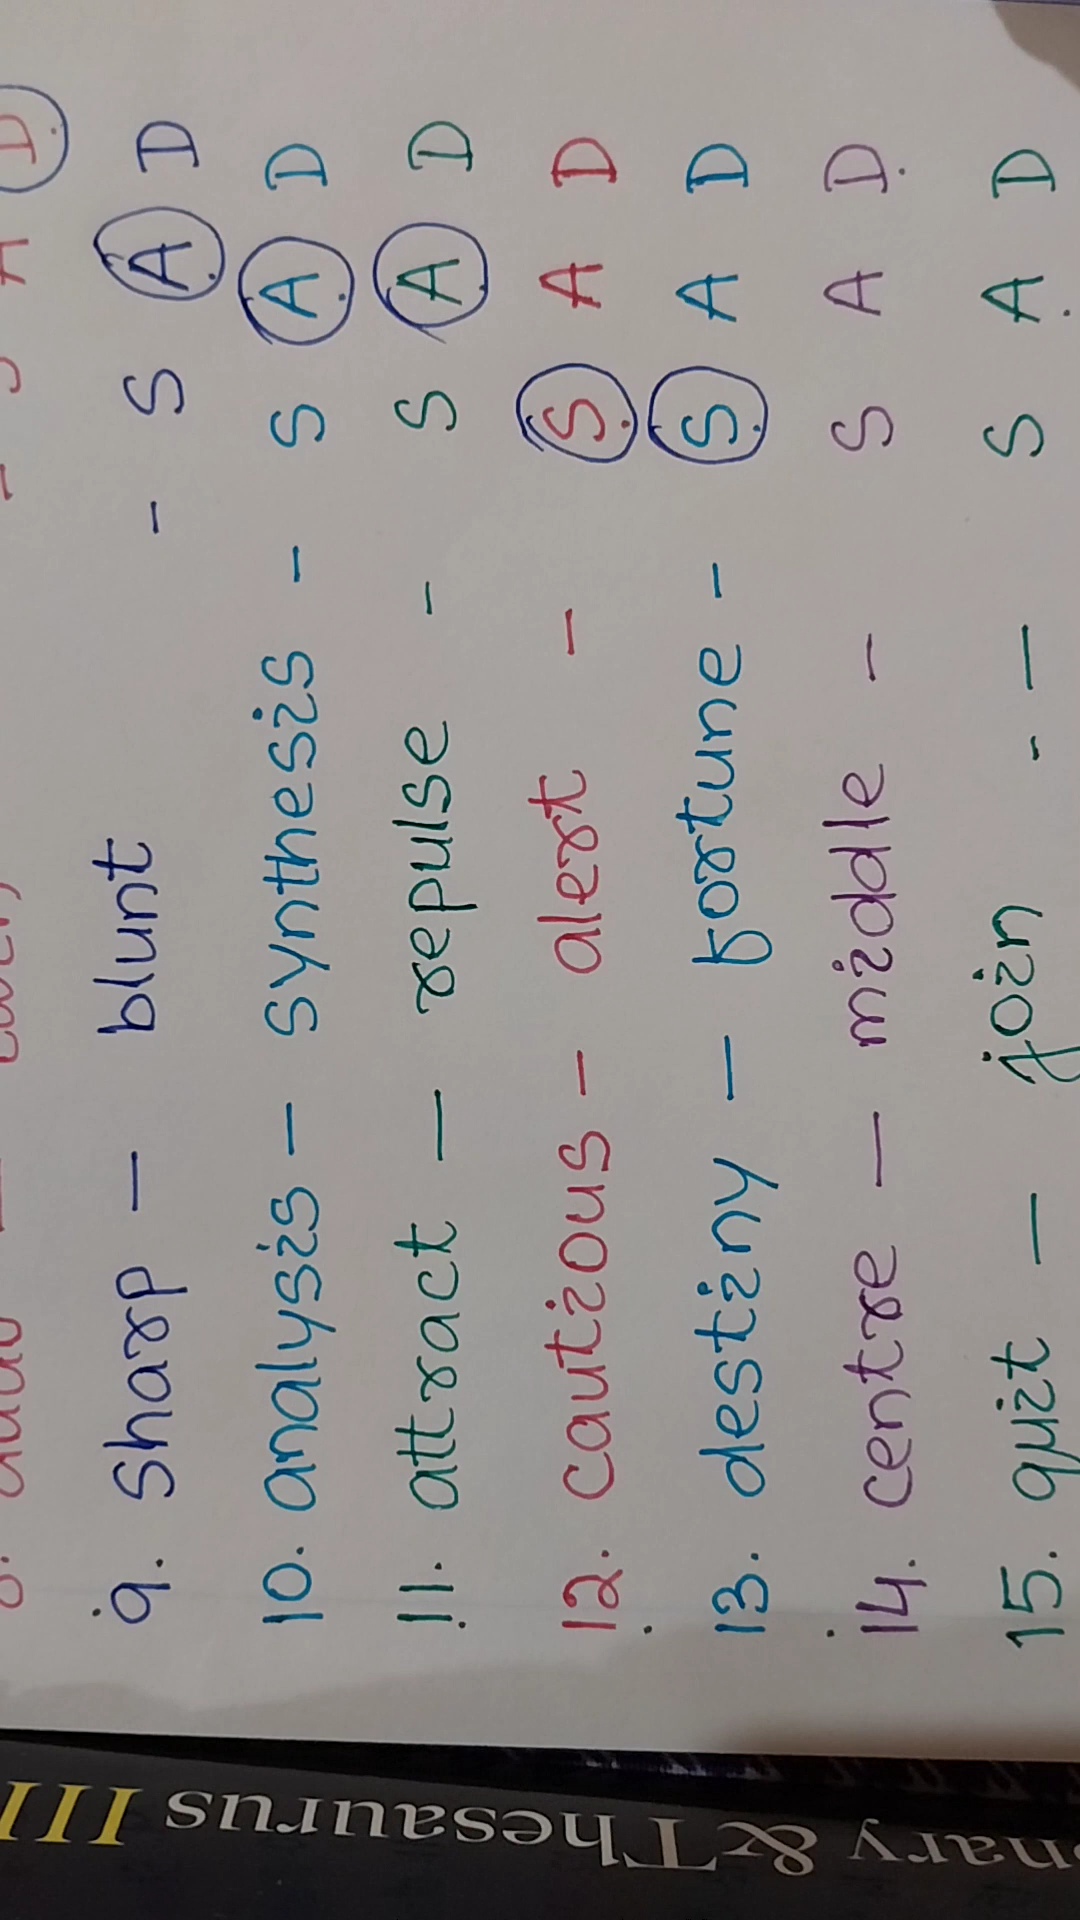 9. Sharp – blunt - S A D
10. analysis – synthesis - S A D
11. attract – repulse - S A D
12. cautious – alert - S A D
13. destiny – fortune - S A D
14. centre – middle - S A D.
15. quit – join - - S A D
& Thesaurus III